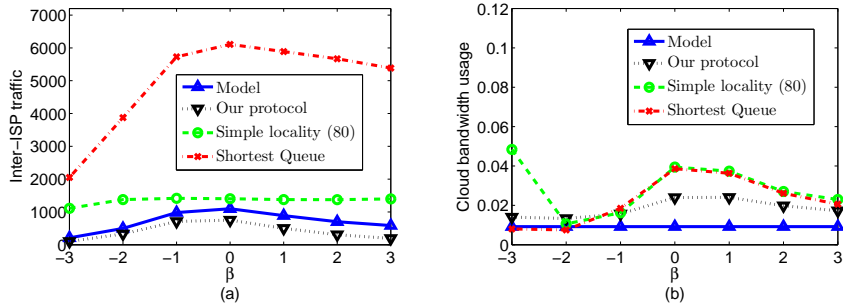 7000
6000
5000
4000
3000
2000
1000
0
Inter−ISP traffic
Model
Our protocol
Simple locality (80)
Shortest Queue
−3 −2 −1 0 1 2 3
β
(a)
0.12
0.1
0.08
0.06
0.04
0.02
0
Cloud bandwidth usage
Model
Our protocol
Simple locality (80)
Shortest Queue
−3 −2 −1 0 1 2 3
β
(b)